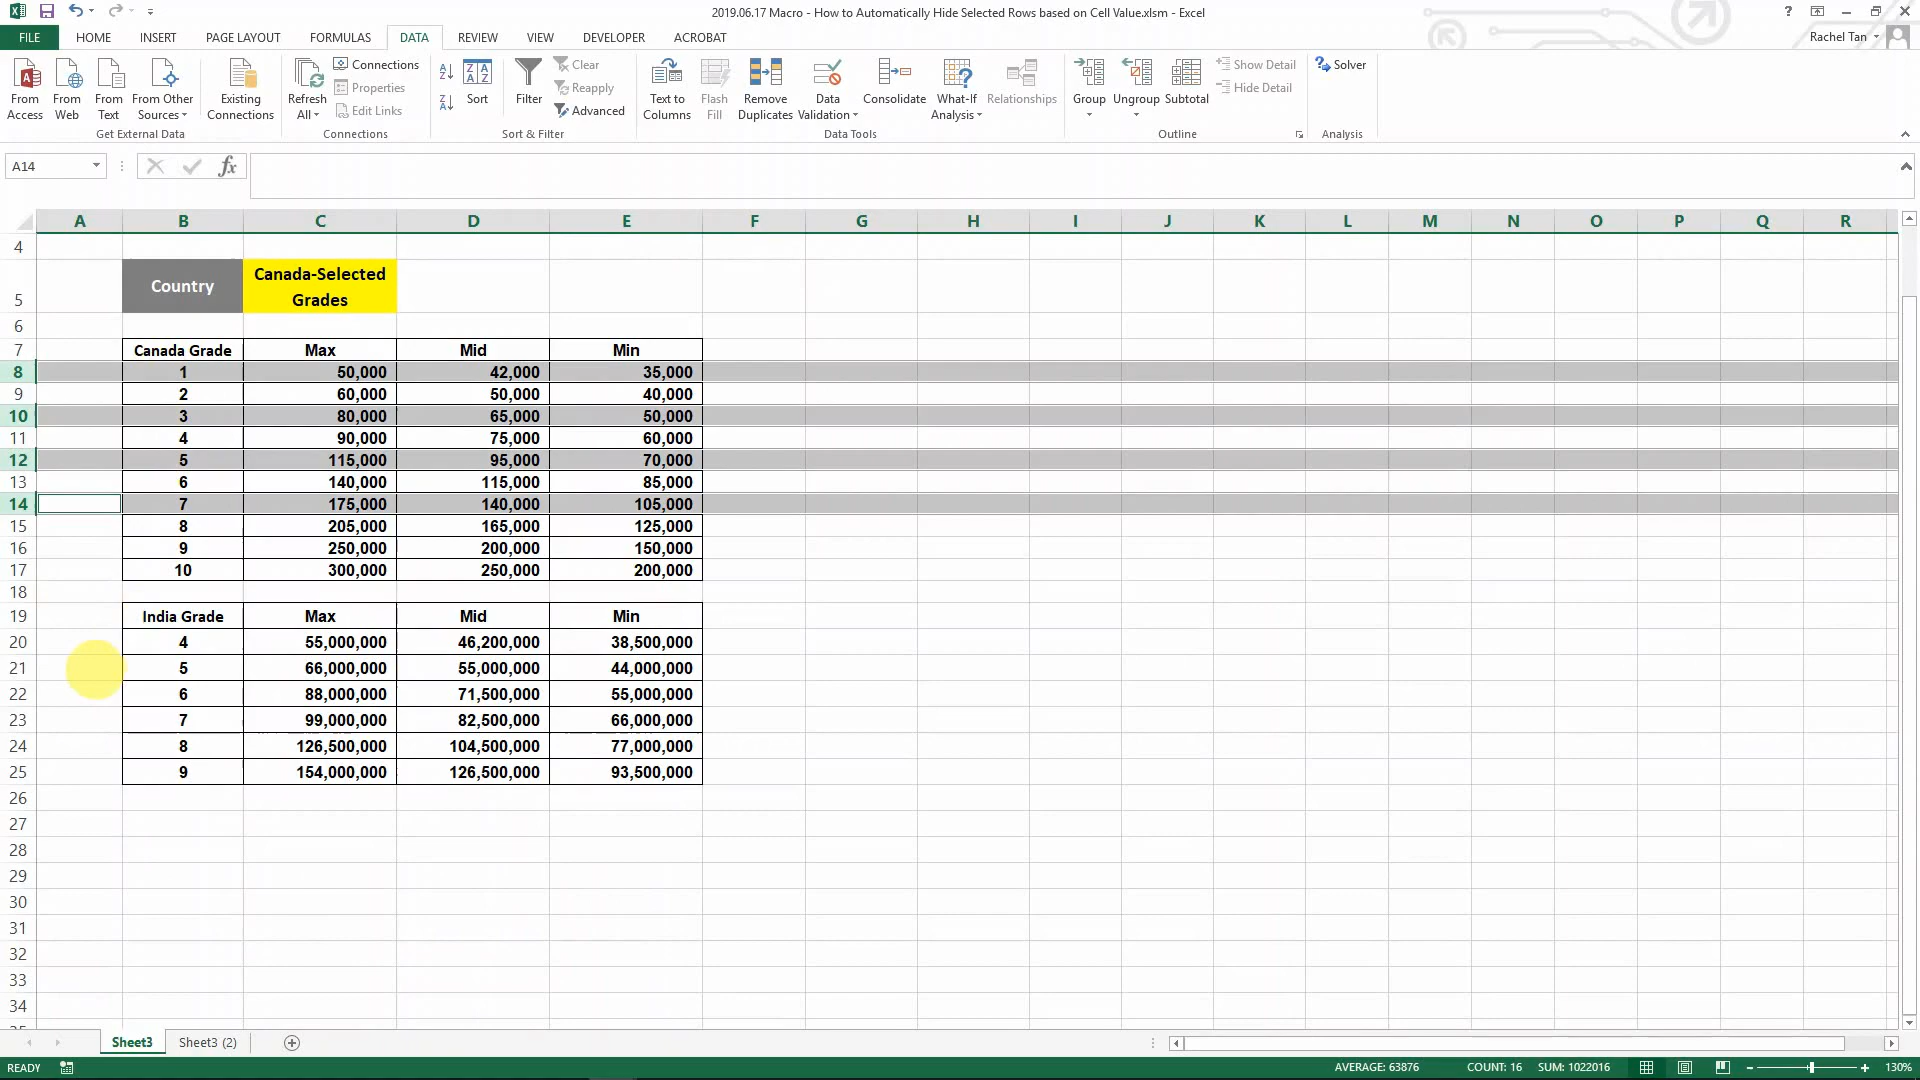 2019.06.17 Macro - How to Automatically Hide Selected Rows based on Cell Value.xlsm - Excel
?
FILE HOME INSERT PAGE LAYOUT FORMULAS DATA REVIEW VIEW DEVELOPER ACROBAT Rachel Tan
From Access
From Web
From Text
From Other Sources
Existing Connections
Get External Data
Refresh All
Connections
Properties
Edit Links
Connections
Sort
Filter
Clear
Reapply
Advanced
Sort & Filter
Text to Columns
Flash Fill
Remove Duplicates
Data Validation
Consolidate
What-If Analysis
Relationships
Data Tools
Group
Ungroup
Subtotal
Show Detail
Hide Detail
Outline
Solver
Analysis
A14 fx
A B C D E F G H I J K L M N O P Q R
4
5 Country Canada-Selected Grades
6
7 Canada Grade Max Mid Min
8 1 50,000 42,000 35,000
9 2 60,000 50,000 40,000
10 3 80,000 65,000 50,000
11 4 90,000 75,000 60,000
12 5 115,000 95,000 70,000
13 6 140,000 115,000 85,000
14 7 175,000 140,000 105,000
15 8 205,000 165,000 125,000
16 9 250,000 200,000 150,000
17 10 300,000 250,000 200,000
18
19 India Grade Max Mid Min
20 4 55,000,000 46,200,000 38,500,000
21 5 66,000,000 55,000,000 44,000,000
22 6 88,000,000 71,500,000 55,000,000
23 7 99,000,000 82,500,000 66,000,000
24 8 126,500,000 104,500,000 77,000,000
25 9 154,000,000 126,500,000 93,500,000
26
27
28
29
30
31
32
33
34
Sheet3 Sheet3 (2)
READY AVERAGE: 63876 COUNT: 16 SUM: 1022016 130%